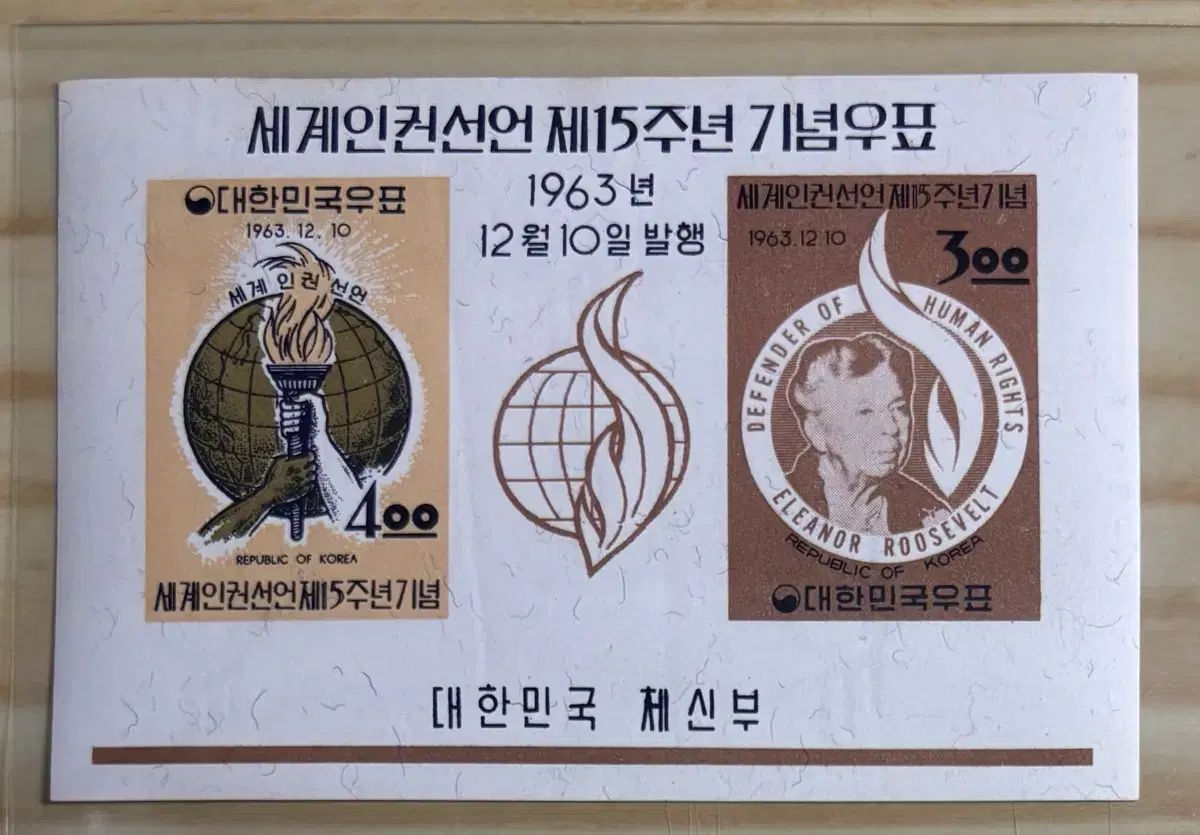 세계인권선언 제15주년 기념우표
1963년
12월 10일 발행
대한민국우표
1963. 12. 10
세계 인권 선언
4.00
REPUBLIC OF KOREA
세계인권선언제15주년기념
세계인권선언제15주년기념
1963.12.10
3.00
DEFENDER OF HUMAN RIGHTS
ELEANOR ROOSEVELT
REPUBLIC OF KOREA
대한민국우표
대한민국 체신부